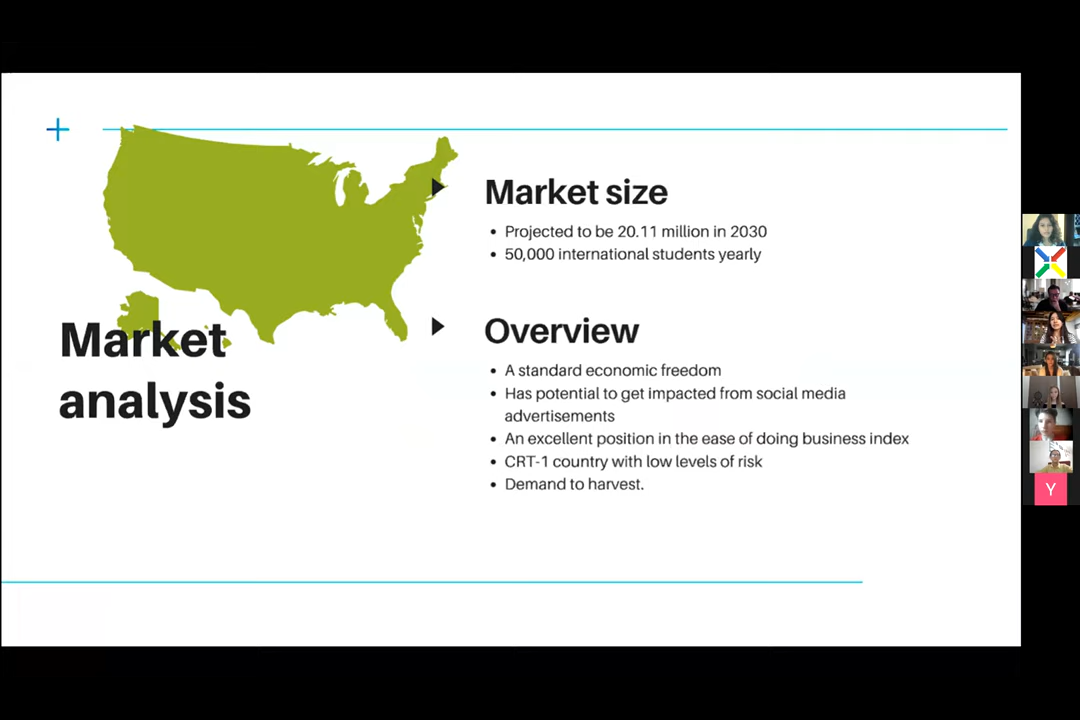 Market size
• Projected to be 20.11 million in 2030
• 50,000 international students yearly
Overview
• A standard economic freedom
• Has potential to get impacted from social media
advertisements
• An excellent position in the ease of doing business index
• CRT-1 country with low levels of risk
• Demand to harvest.
Market
analysis
Y